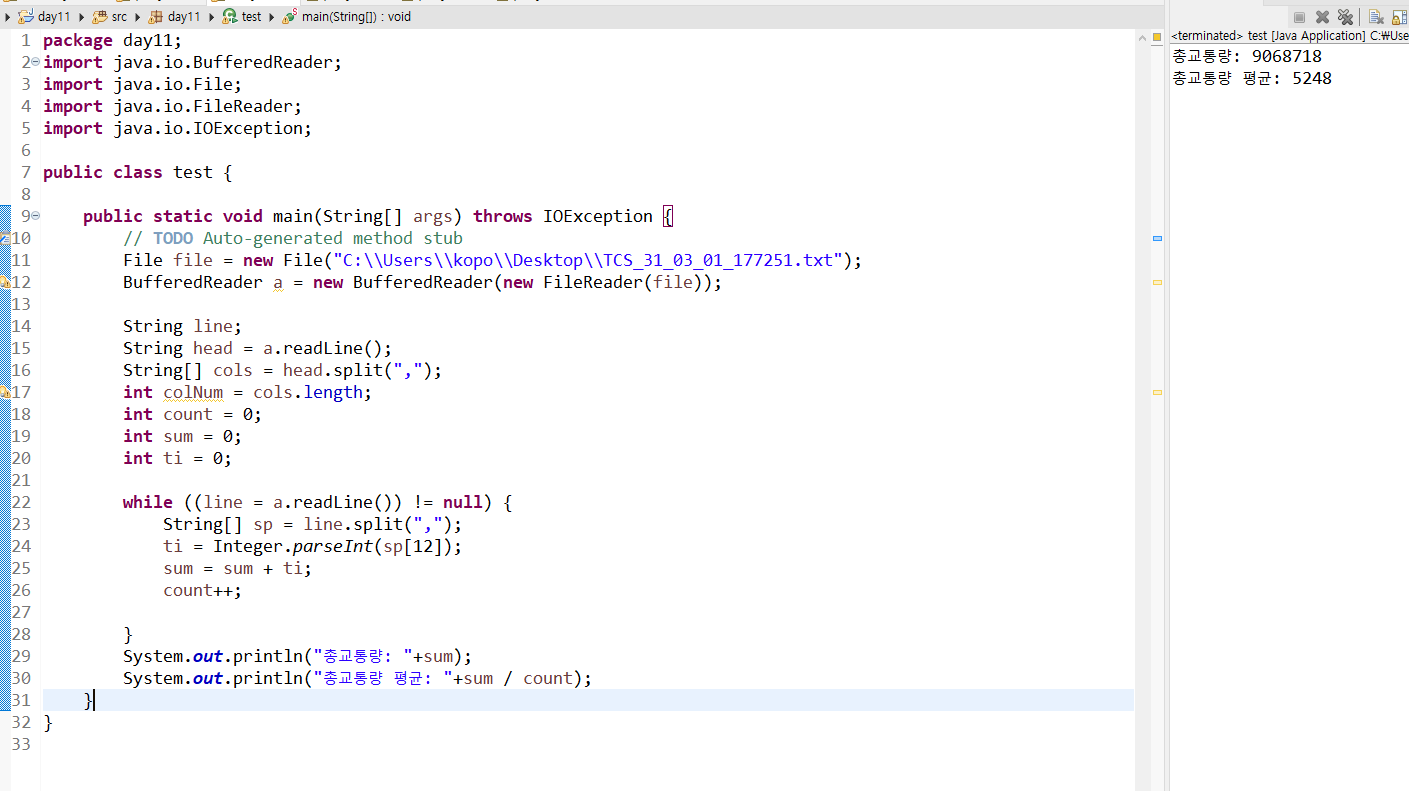 day11 src day11 test main(String[]) : void
1 package day11;
2 import java.io.BufferedReader;
3 import java.io.File;
4 import java.io.FileReader;
5 import java.io.IOException;
6
7 public class test {
8
9     public static void main(String[] args) throws IOException {
10         // TODO Auto-generated method stub
11         File file = new File("C:\\Users\\kopo\\Desktop\\TCS_31_03_01_177251.txt");
12         BufferedReader a = new BufferedReader(new FileReader(file));
13
14         String line;
15         String head = a.readLine();
16         String[] cols = head.split(",");
17         int colNum = cols.length;
18         int count = 0;
19         int sum = 0;
20         int ti = 0;
21
22         while ((line = a.readLine()) != null) {
23             String[] sp = line.split(",");
24             ti = Integer.parseInt(sp[12]);
25             sum = sum + ti;
26             count++;
27
28         }
29         System.out.println("총교통량: "+sum);
30         System.out.println("총교통량 평균: "+sum / count);
31     }
32 }
33
<terminated> test [Java Application] C:₩Use
총교통량: 9068718
총교통량 평균: 5248